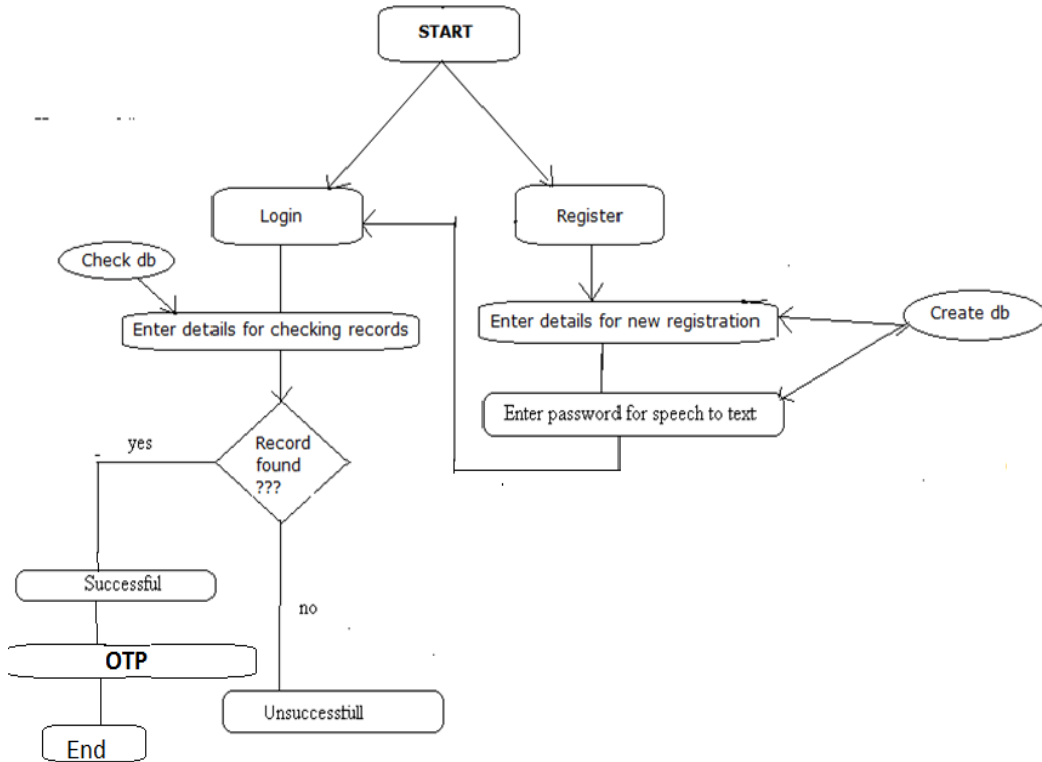 START
Login
Register
Check db
Enter details for checking records
Enter details for new registration
Create db
Enter password for speech to text
yes
Record
found
???
Successful
no
OTP
Unsuccessfull
End